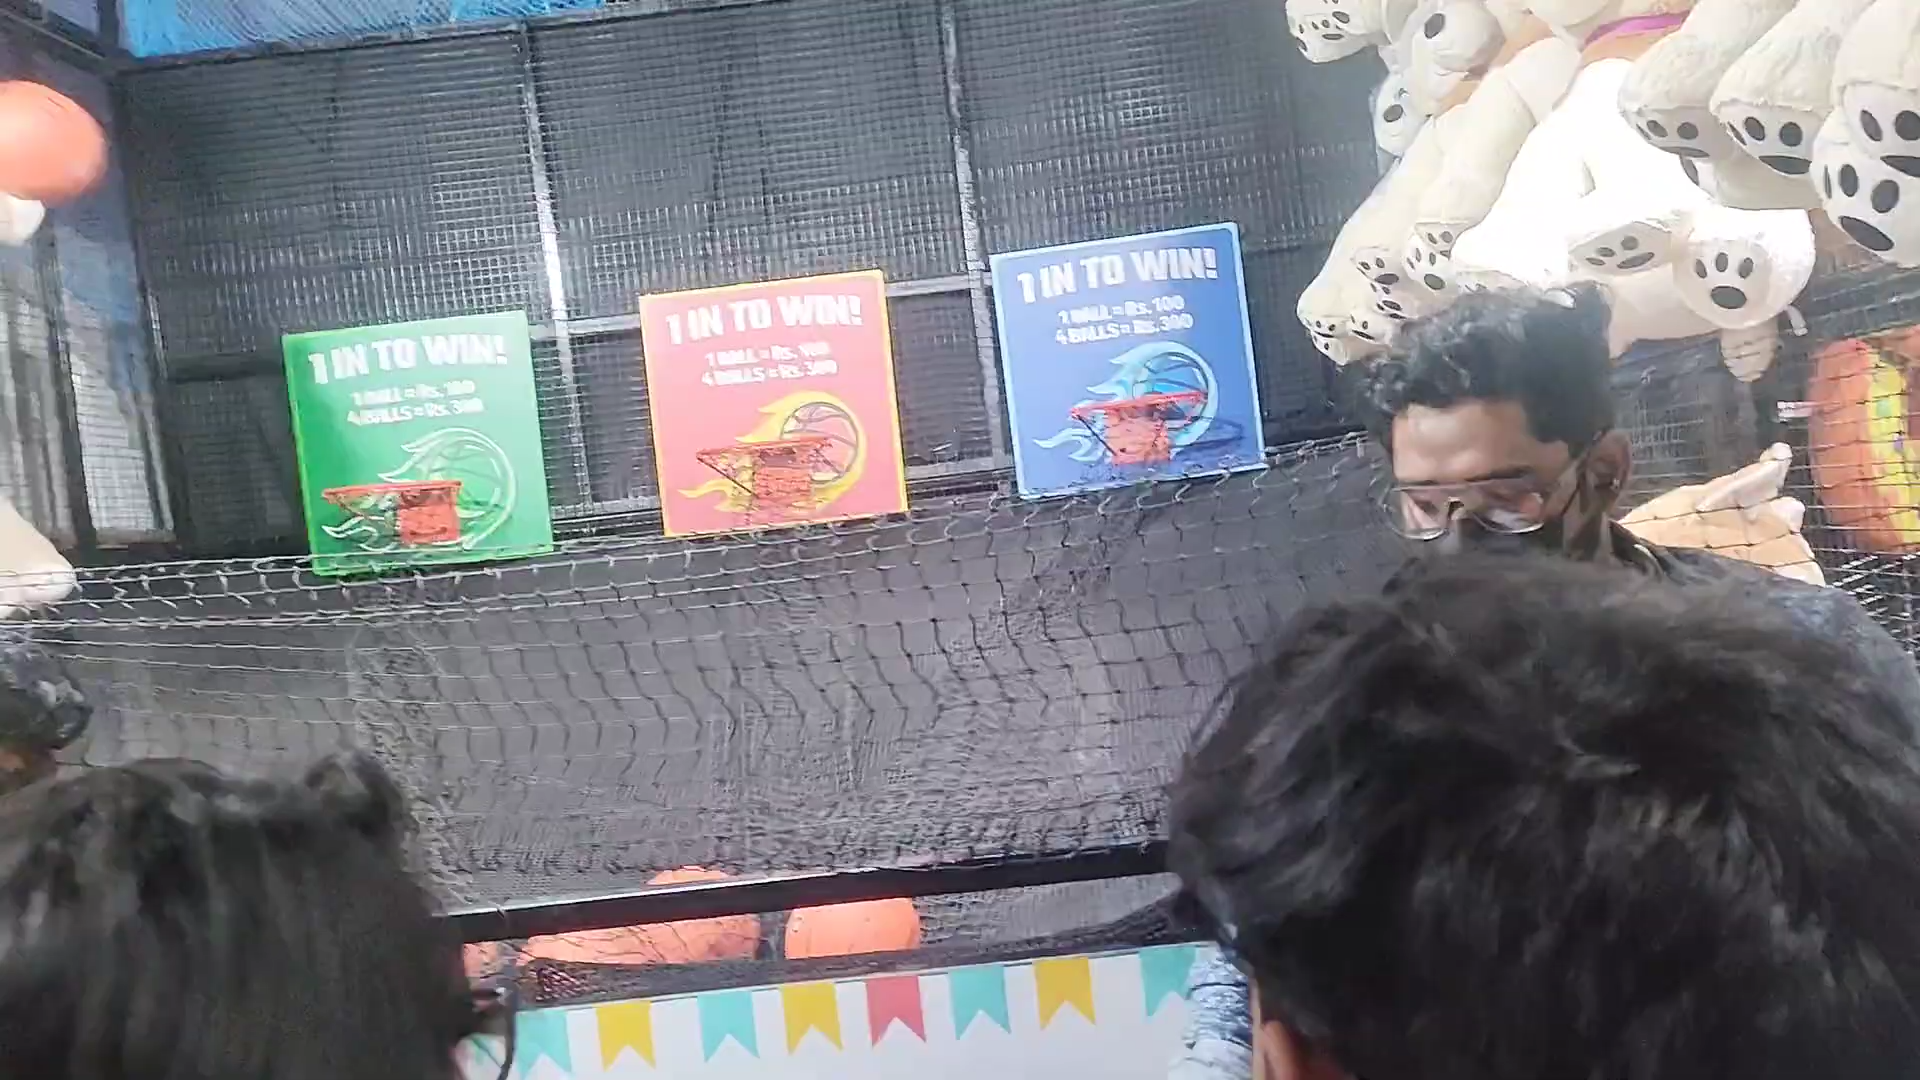 1 IN TO WIN!
1 BALL = Rs. 100
4 BALLS = Rs. 300
1 IN TO WIN!
1 BALL = Rs. 100
4 BALLS = Rs. 300
1 IN TO WIN!
1 BALL = Rs. 100
4 BALLS = Rs. 300